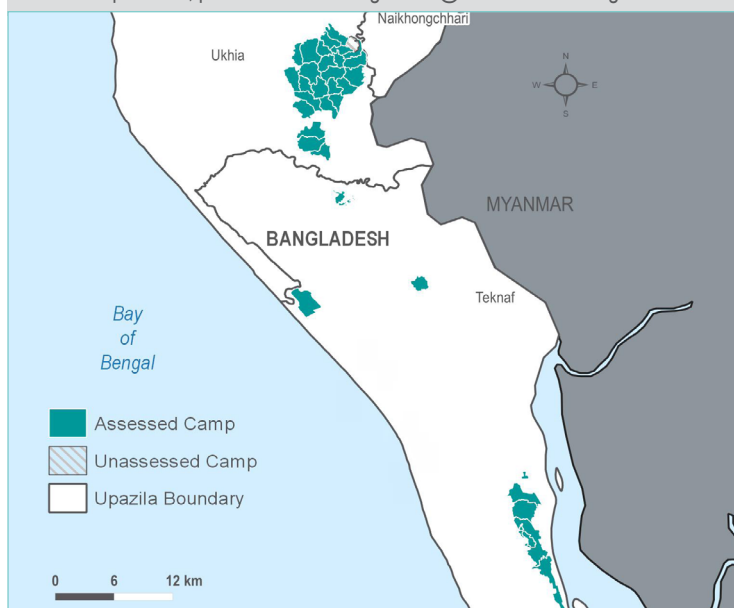 Naikhongchhari
Ukhia
N
W
E
S
MYANMAR
BANGLADESH
Teknaf
Bay
of
Bengal
Assessed Camp
Unassessed Camp
Upazila Boundary
0 6 12 km